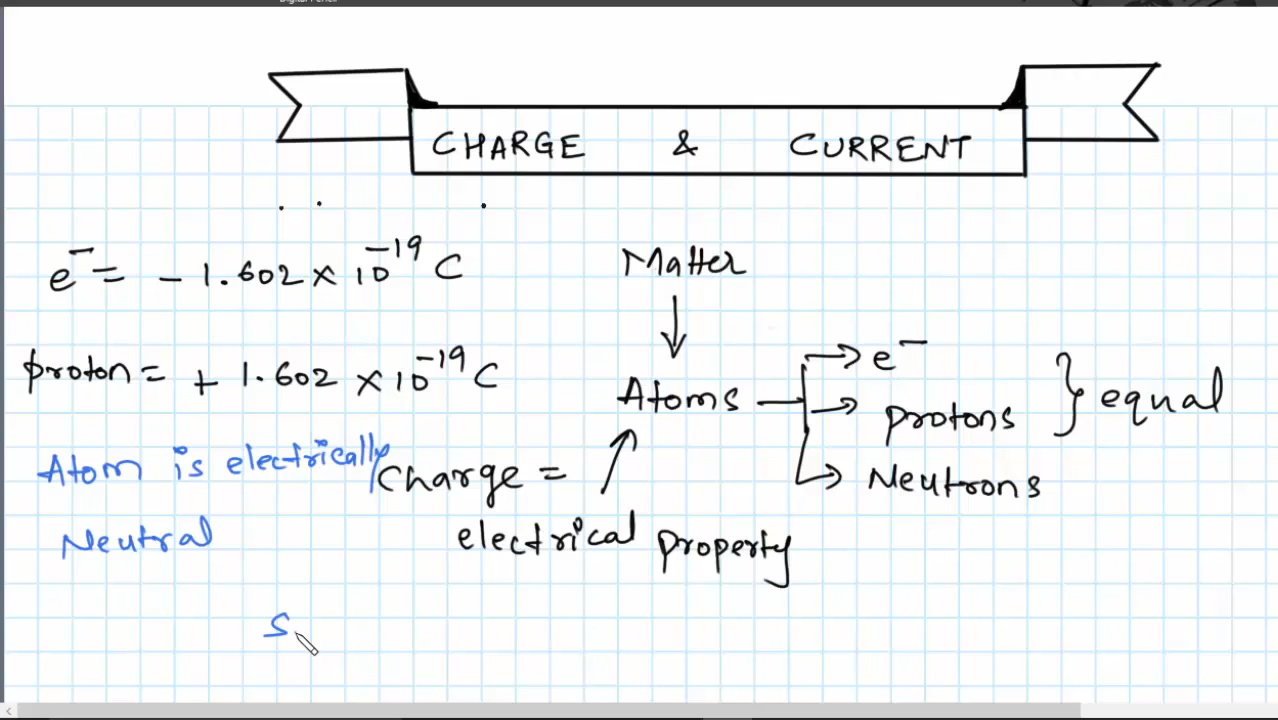 CHARGE & CURRENT
e⁻ = - 1.602 × 10⁻¹⁹ C
proton = + 1.602 × 10⁻¹⁹ C
Atom is electrically
Neutral
Matter
Atoms
e⁻
protons
Neutrons
equal
Charge =
electrical property
S